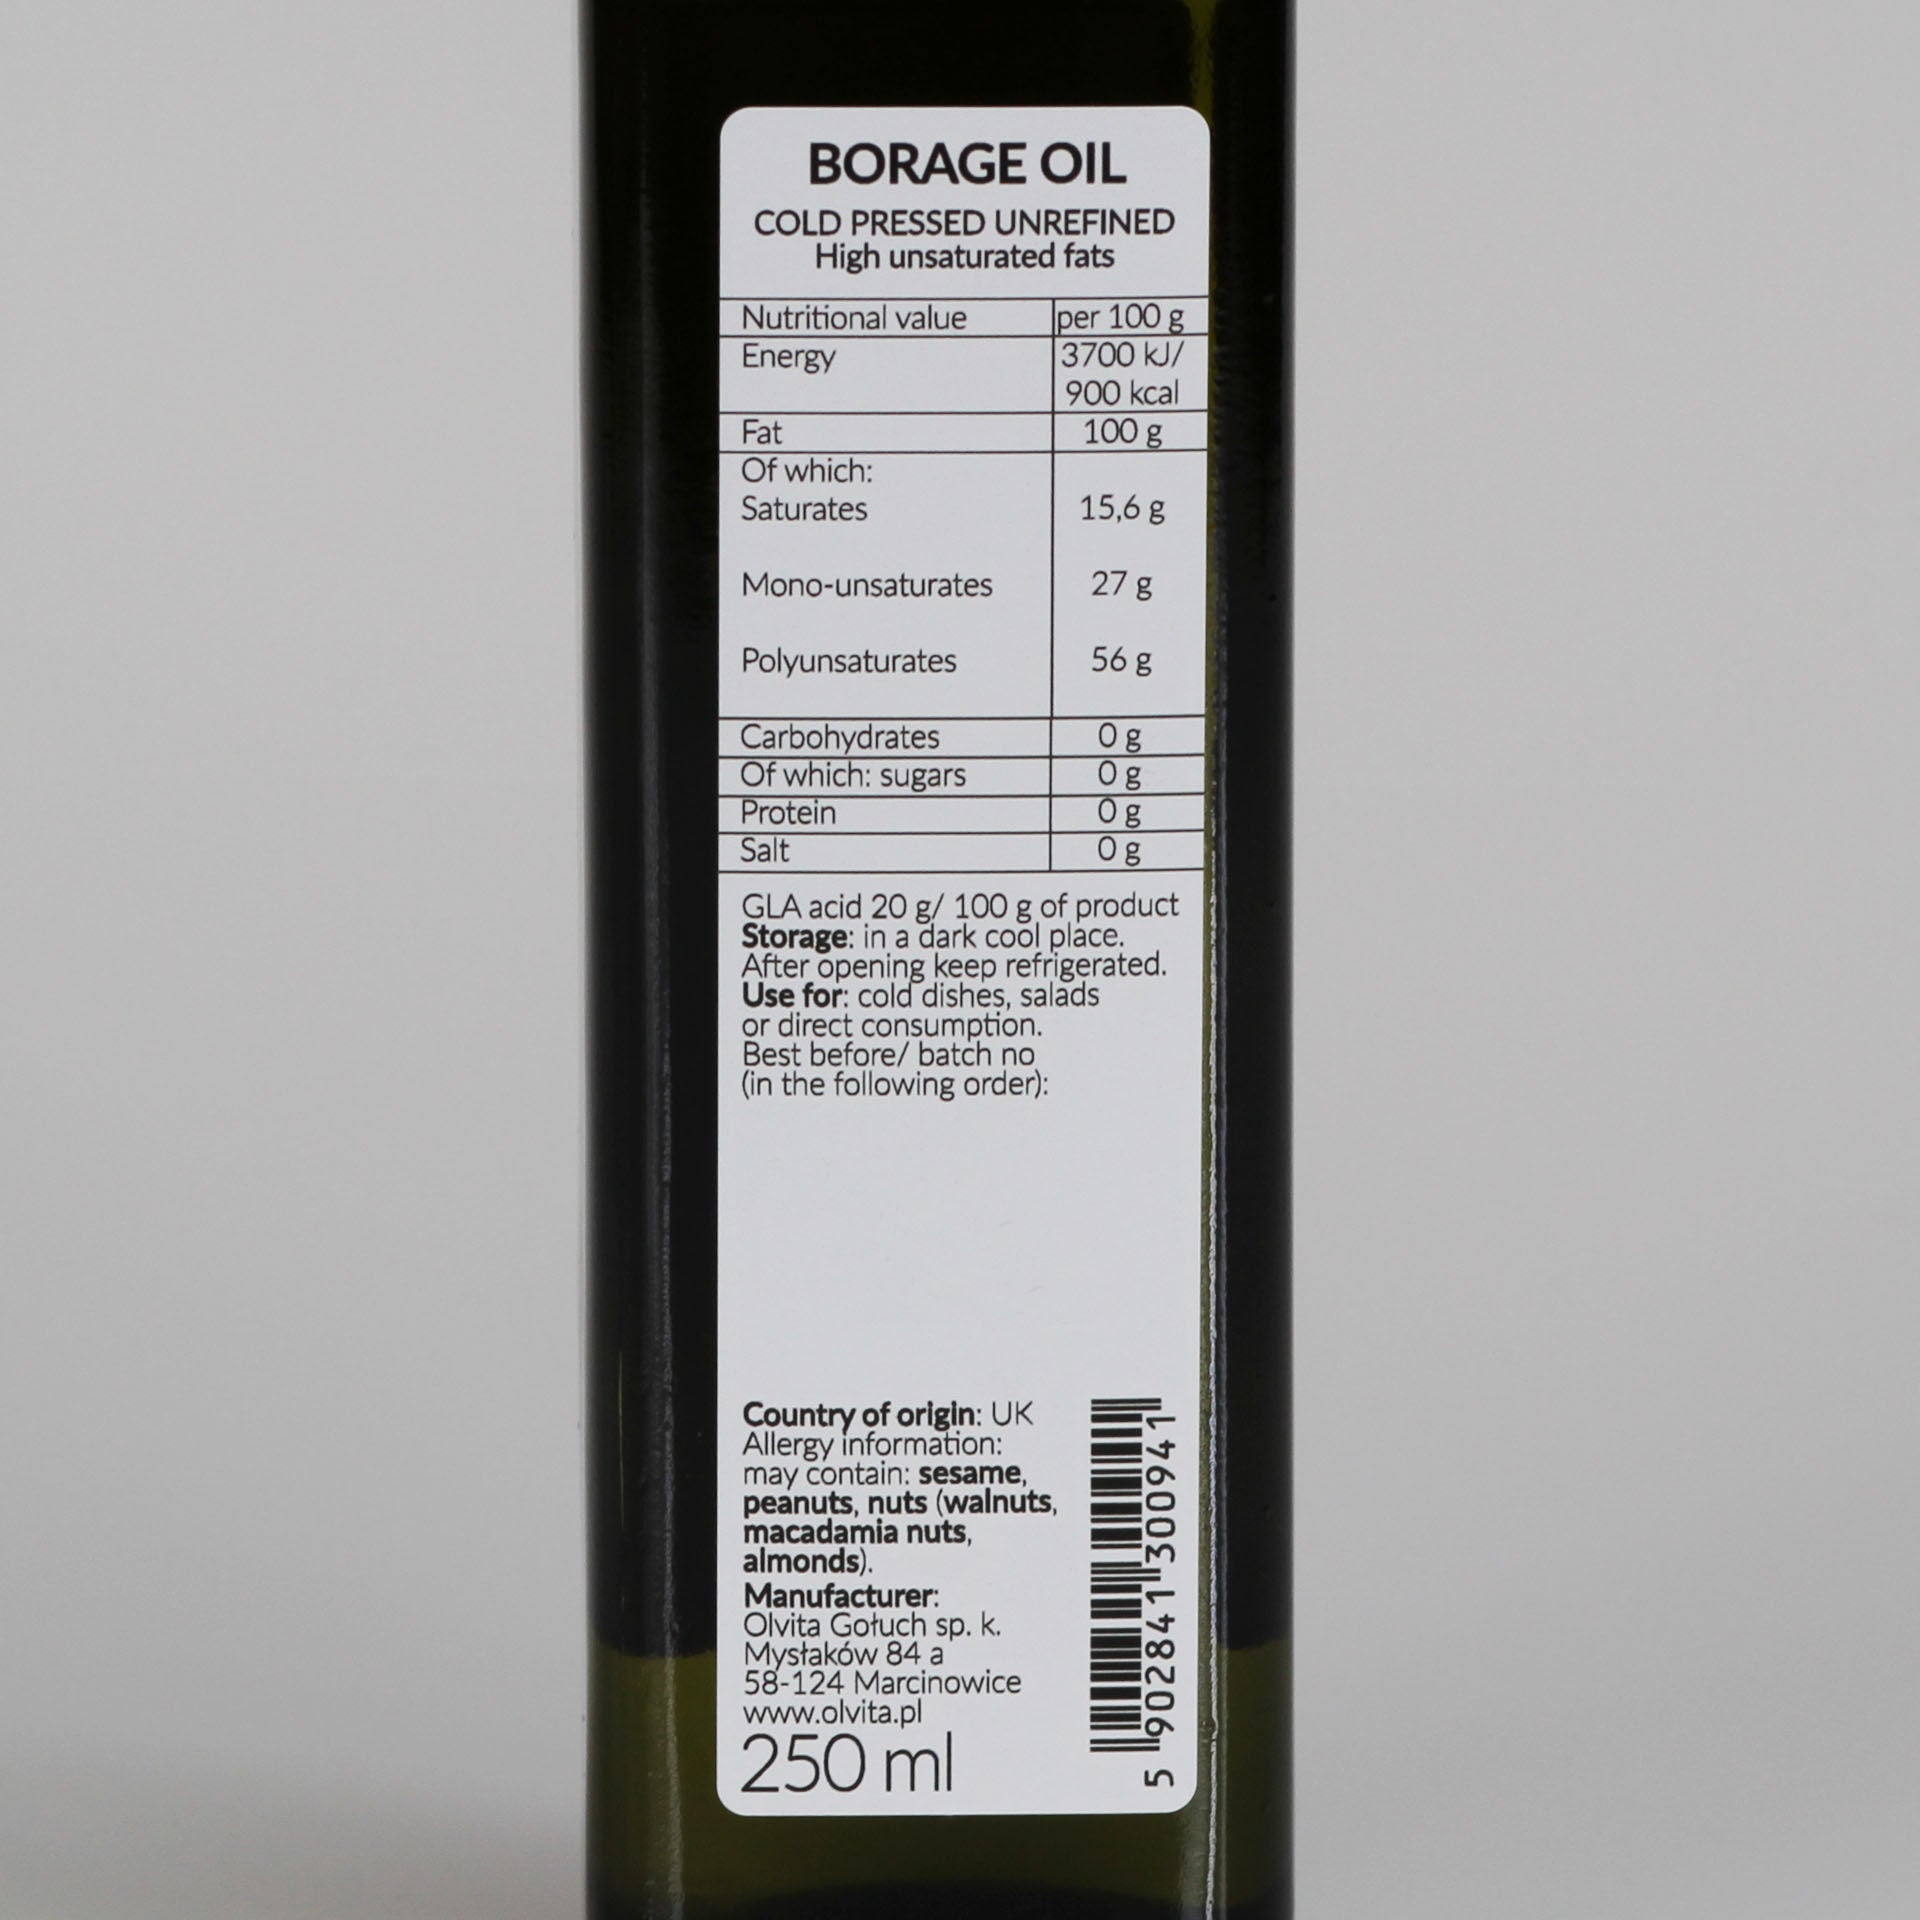 BORAGE OIL
COLD PRESSED UNREFINED
High unsaturated fats
Nutritional value per 100 g
Energy 3700 kJ/
900 kcal
Fat 100 g
Of which:
Saturates 15,6 g
Mono-unsaturates 27 g
Polyunsaturates 56 g
Carbohydrates 0 g
Of which: sugars 0 g
Protein 0 g
Salt 0 g
GLA acid 20 g/ 100 g of product
Storage: in a dark cool place.
After opening keep refrigerated.
Use for: cold dishes, salads
or direct consumption.
Best before/ batch no
(in the following order):
Country of origin: UK
Allergy information:
may contain: sesame,
peanuts, nuts (walnuts,
macadamia nuts,
almonds).
Manufacturer:
Olvita Gołuch sp. k.
Mysłaków 84 a
58-124 Marcinowice
www.olvita.pl
250 ml
5 902841 300941